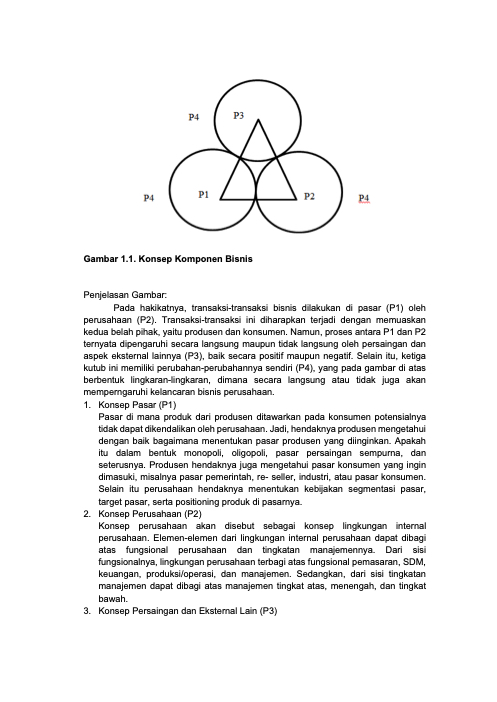 P4 P3
P4 P1 P2 P4
Gambar 1.1. Konsep Komponen Bisnis
Penjelasan Gambar:
Pada hakikatnya, transaksi-transaksi bisnis dilakukan di pasar (P1) oleh
perusahaan (P2). Transaksi-transaksi ini diharapkan terjadi dengan memuaskan
kedua belah pihak, yaitu produsen dan konsumen. Namun, proses antara P1 dan P2
ternyata dipengaruhi secara langsung maupun tidak langsung oleh persaingan dan
aspek eksternal lainnya (P3), baik secara positif maupun negatif. Selain itu, ketiga
kutub ini memiliki perubahan-perubahannya sendiri (P4), yang pada gambar di atas
berbentuk lingkaran-lingkaran, dimana secara langsung atau tidak juga akan
memperngaruhi kelancaran bisnis perusahaan.
1. Konsep Pasar (P1)
Pasar di mana produk dari produsen ditawarkan pada konsumen potensialnya
tidak dapat dikendalikan oleh perusahaan. Jadi, hendaknya produsen mengetahui
dengan baik bagaimana menentukan pasar produsen yang diinginkan. Apakah
itu dalam bentuk monopoli, oligopoli, pasar persaingan sempurna, dan
seterusnya. Produsen hendaknya juga mengetahui pasar konsumen yang ingin
dimasuki, misalnya pasar pemerintah, re- seller, industri, atau pasar konsumen.
Selain itu perusahaan hendaknya menentukan kebijakan segmentasi pasar,
target pasar, serta positioning produk di pasarnya.
2. Konsep Perusahaan (P2)
Konsep perusahaan akan disebut sebagai konsep lingkungan internal
perusahaan. Elemen-elemen dari lingkungan internal perusahaan dapat dibagi
atas fungsional perusahaan dan tingkatan manajemennya. Dari sisi
fungsionalnya, lingkungan perusahaan terbagi atas fungsional pemasaran, SDM,
keuangan, produksi/operasi, dan manajemen. Sedangkan, dari sisi tingkatan
manajemen dapat dibagi atas manajemen tingkat atas, menengah, dan tingkat
bawah.
3. Konsep Persaingan dan Eksternal Lain (P3)